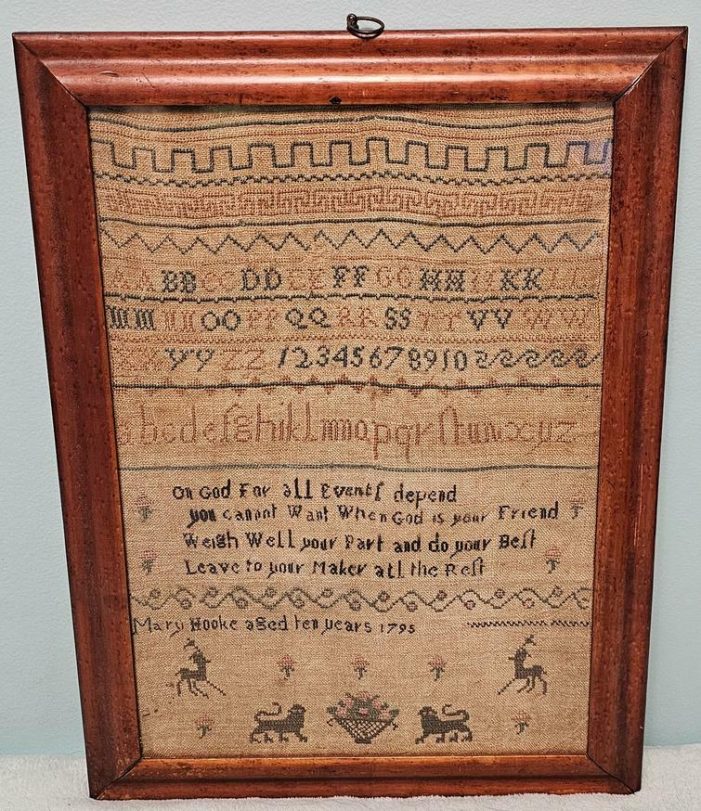 AABBCCDDEEFFGGHHIIKKLL
MMNNOOPPQQRRSSTTVVWW
XXYYZZ 12345678910
abcdefghiklmnopqrſtuwxyz
On God For all Eventſ depend
you cannot Want When God is your Friend
Weigh Well your Part and do your Beſt
Leave to your Maker all the Reſt
Mary Hooke aged ten years 1795